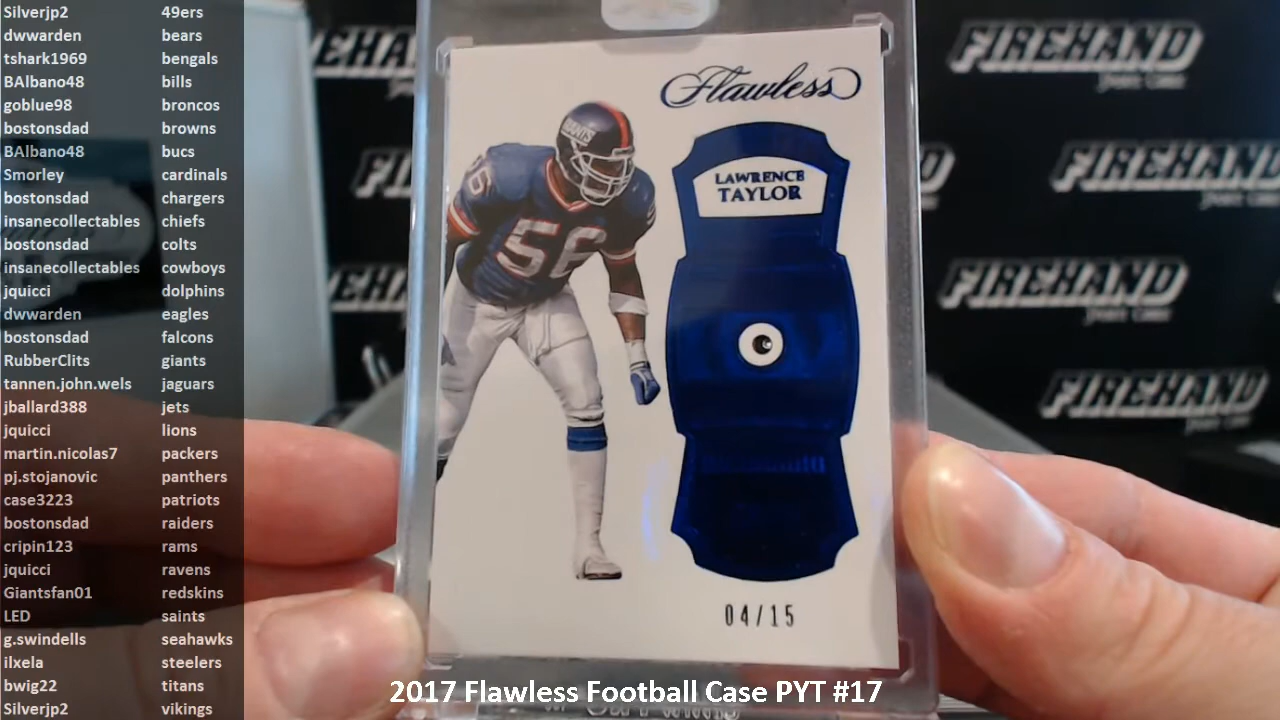 Silverjp2 49ers
dwwarden bears
tshark1969 bengals
BAlbano48 bills
goblue98 broncos
bostonsdad browns
BAlbano48 bucs
Smorley cardinals
bostonsdad chargers
insanecollectables chiefs
bostonsdad colts
insanecollectables cowboys
jquicci dolphins
dwwarden eagles
bostonsdad falcons
RubberClits giants
tannen.john.wels jaguars
jballard388 jets
jquicci lions
martin.nicolas7 packers
pj.stojanovic panthers
case3223 patriots
bostonsdad raiders
cripin123 rams
jquicci ravens
Giantsfan01 redskins
LED saints
g.swindells seahawks
ilxela steelers
bwig22 titans
Silverjp2 vikings
Flawless
LAWRENCE
TAYLOR
GIANTS
56
56
04/15
FIREHAND
FIREHAND
FIREHAND
FIREHAND
2017 Flawless Football Case PYT #17